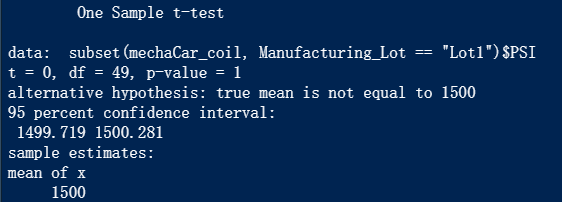 One Sample t-test
data:  subset(mechaCar_coil, Manufacturing_Lot == "Lot1")$PSI
t = 0, df = 49, p-value = 1
alternative hypothesis: true mean is not equal to 1500
95 percent confidence interval:
1499.719 1500.281
sample estimates:
mean of x
1500